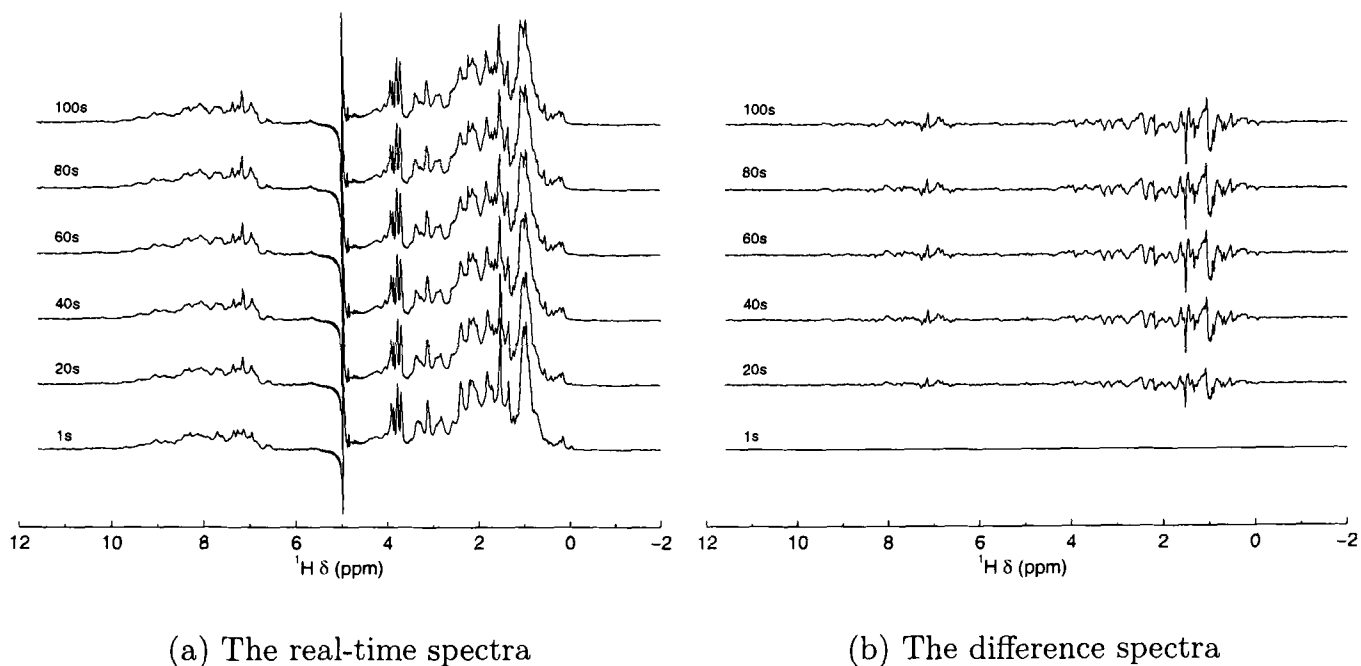 100s
80s
60s
40s
20s
1s
12 10 8 6 4 2 0 −2
¹H δ (ppm)
100s
80s
60s
40s
20s
1s
12 10 8 6 4 2 0 −2
¹H δ (ppm)
(a) The real-time spectra
(b) The difference spectra